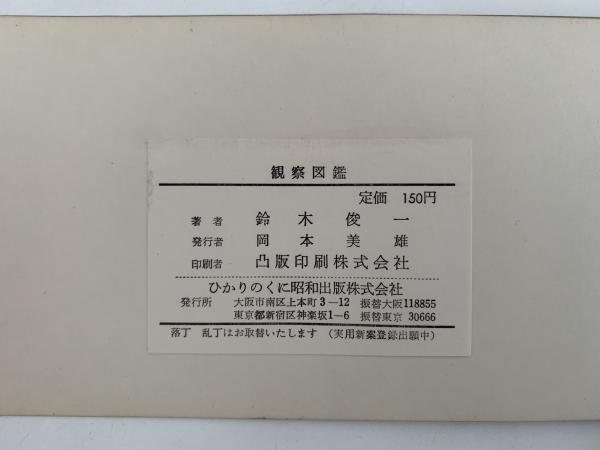 観察図鑑
定価 150円
著者 鈴木俊一
発行者 岡本美雄
印刷者 凸版印刷株式会社
ひかりのくに昭和出版株式会社
発行所 大阪市南区上本町3—12 振替大阪118855
東京都新宿区神楽坂1—6 振替東京 30666
落丁 乱丁はお取替いたします (実用新案登録出願中)